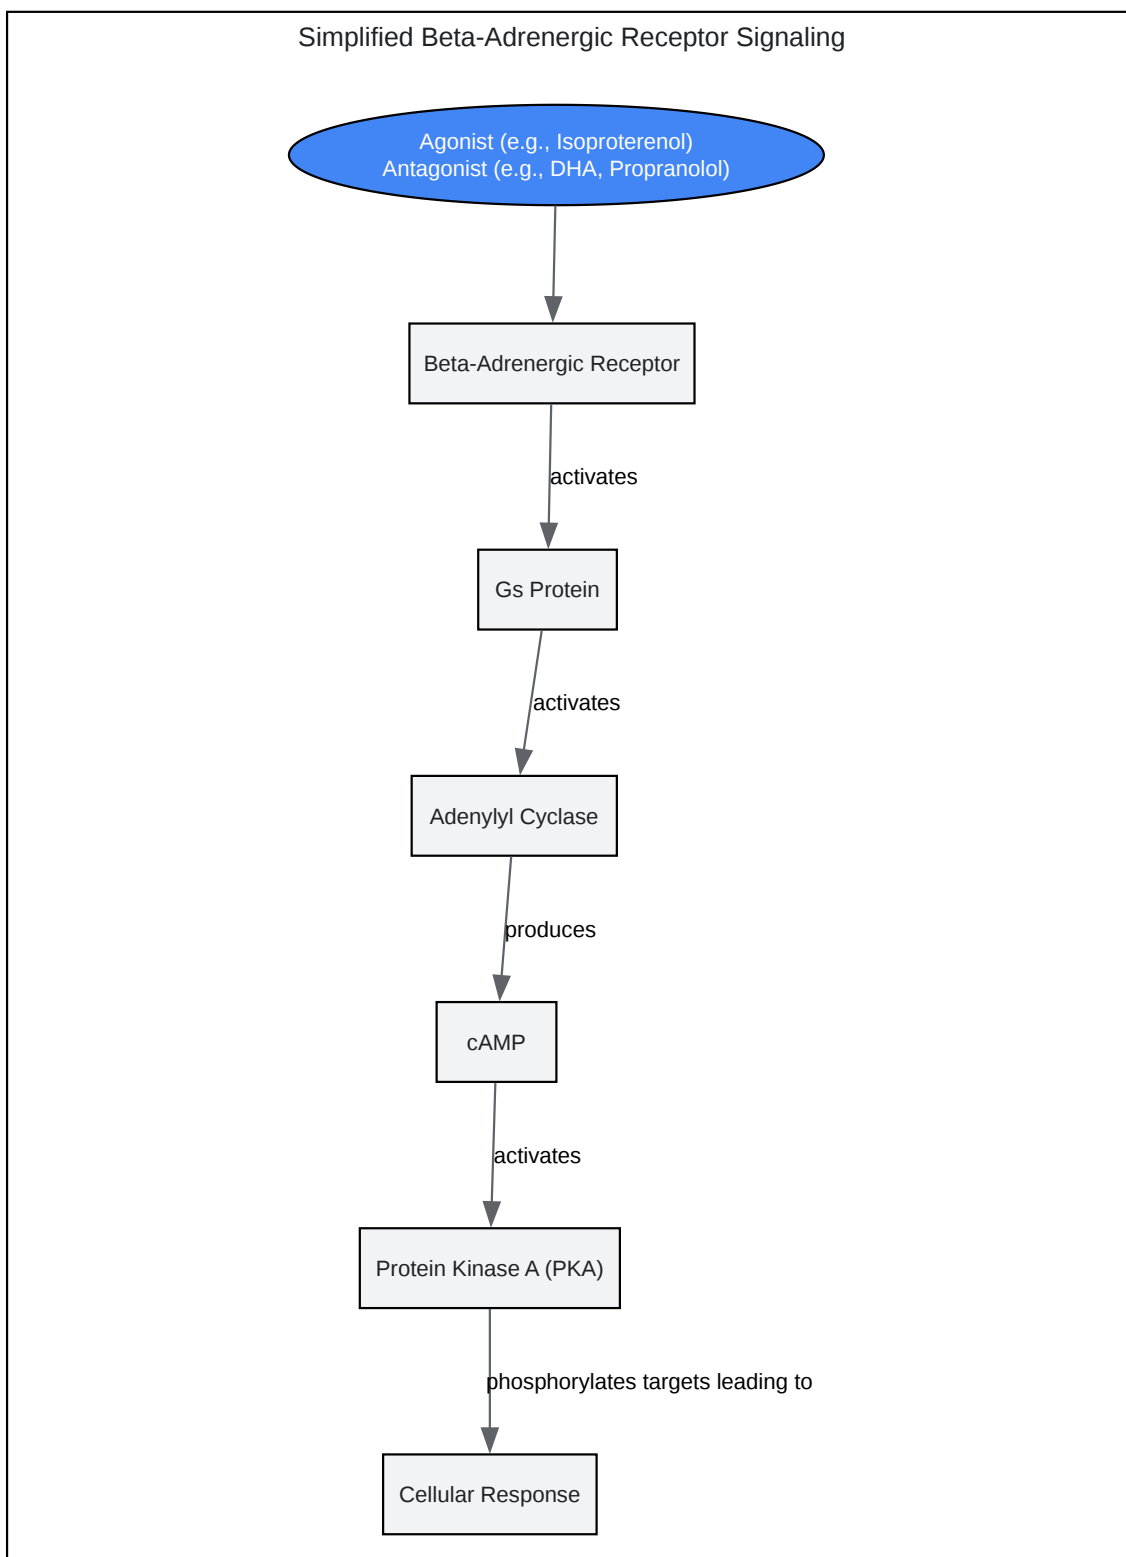 Simplified Beta-Adrenergic Receptor Signaling
Agonist (e.g., Isoproterenol)
Antagonist (e.g., DHA, Propranolol)
Beta-Adrenergic Receptor
activates
Gs Protein
activates
Adenylyl Cyclase
produces
cAMP
activates
Protein Kinase A (PKA)
phosphorylates targets leading to
Cellular Response